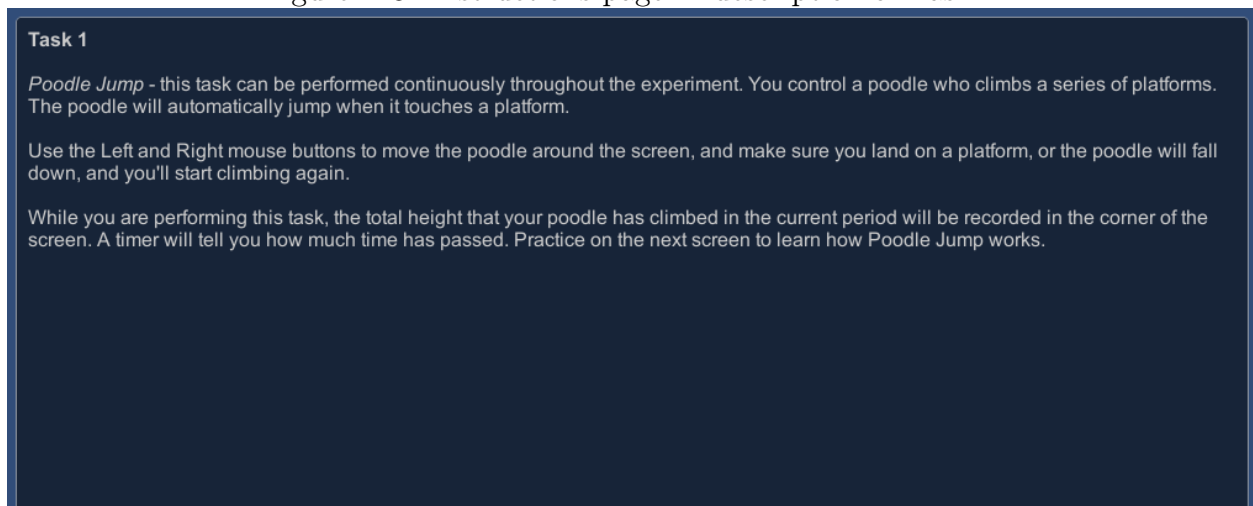 Task 1
Poodle Jump - this task can be performed continuously throughout the experiment. You control a poodle who climbs a series of platforms.
The poodle will automatically jump when it touches a platform.
Use the Left and Right mouse buttons to move the poodle around the screen, and make sure you land on a platform, or the poodle will fall
down, and you'll start climbing again.
While you are performing this task, the total height that your poodle has climbed in the current period will be recorded in the corner of the
screen. A timer will tell you how much time has passed. Practice on the next screen to learn how Poodle Jump works.